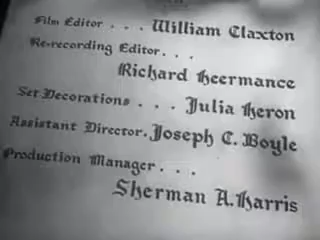 Film Editor . . . William Claxton
Re-recording Editor. . .
Richard Heermance
Set Decorations . . . Julia Heron
Assistant Director. Joseph C. Boyle
Production Manager. . .
Sherman A. Harris